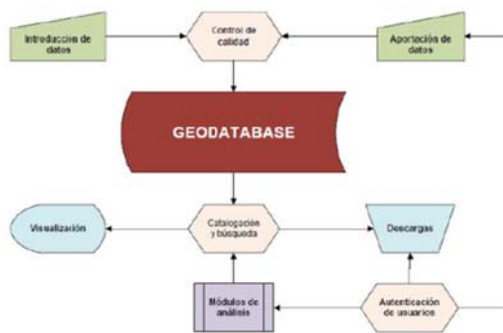 Introducción de
datos
Control de
calidad
Aportación de
datos
GEODATABASE
Visualización
Catalogación
y búsqueda
Descargas
Módulos de
análisis
Autenticación
de usuarios